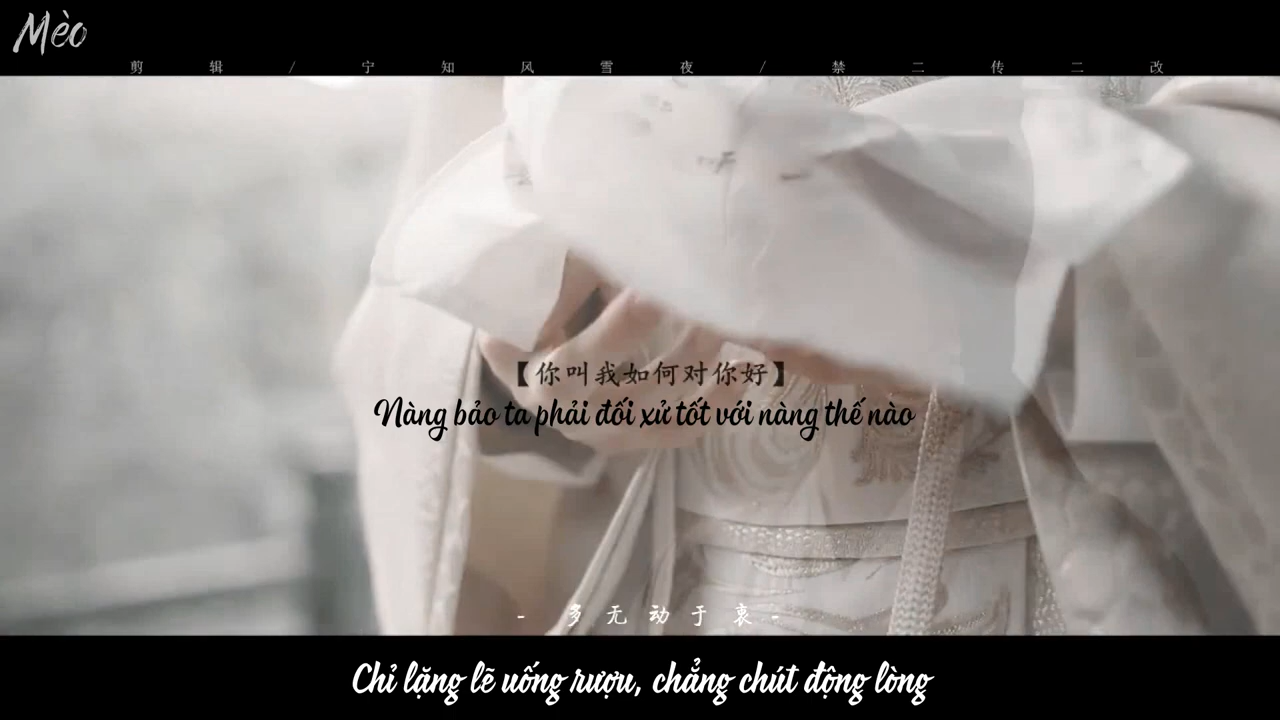 Mèo
剪辑/宁知风雪夜/禁二传二改
【你叫我如何对你好】
Nàng bảo ta phải đối xử tốt với nàng thế nào
- 多无动于衷 -
Chỉ lặng lẽ uống rượu, chẳng chút động lòng